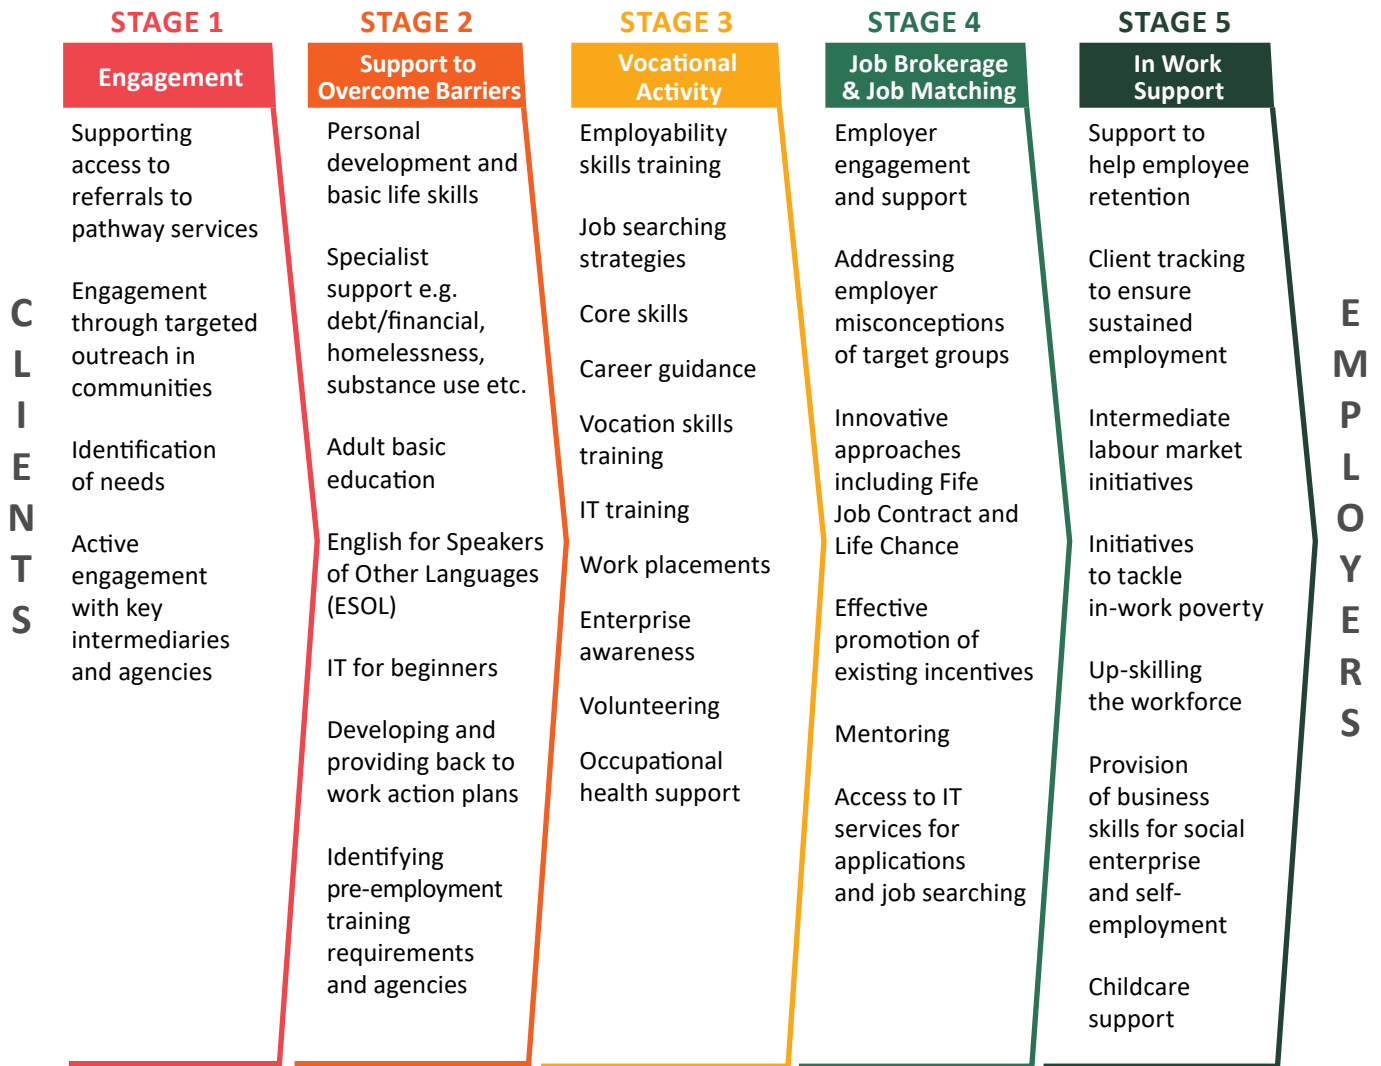 CLIENTS
STAGE 1
Engagement
Supporting
access to
referrals to
pathway services
Engagement
through targeted
outreach in
communities
Identification
of needs
Active
engagement
with key
intermediaries
and agencies
STAGE 2
Support to
Overcome Barriers
Personal
development and
basic life skills
Specialist
support e.g.
debt/financial,
homelessness,
substance use etc.
Adult basic
education
English for Speakers
of Other Languages
(ESOL)
IT for beginners
Developing and
providing back to
work action plans
Identifying
pre-employment
training
requirements
and agencies
STAGE 3
Vocational
Activity
Employability
skills training
Job searching
strategies
Core skills
Career guidance
Vocation skills
training
IT training
Work placements
Enterprise
awareness
Volunteering
Occupational
health support
STAGE 4
Job Brokerage
& Job Matching
Employer
engagement
and support
Addressing
employer
misconceptions
of target groups
Innovative
approaches
including Fife
Job Contract and
Life Chance
Effective
promotion of
existing incentives
Mentoring
Access to IT
services for
applications
and job searching
STAGE 5
In Work
Support
Support to
help employee
retention
Client tracking
to ensure
sustained
employment
Intermediate
labour market
initiatives
Initiatives
to tackle
in-work poverty
Up-skilling
the workforce
Provision
of business
skills for social
enterprise
and self-
employment
Childcare
support
EMPLOYERS